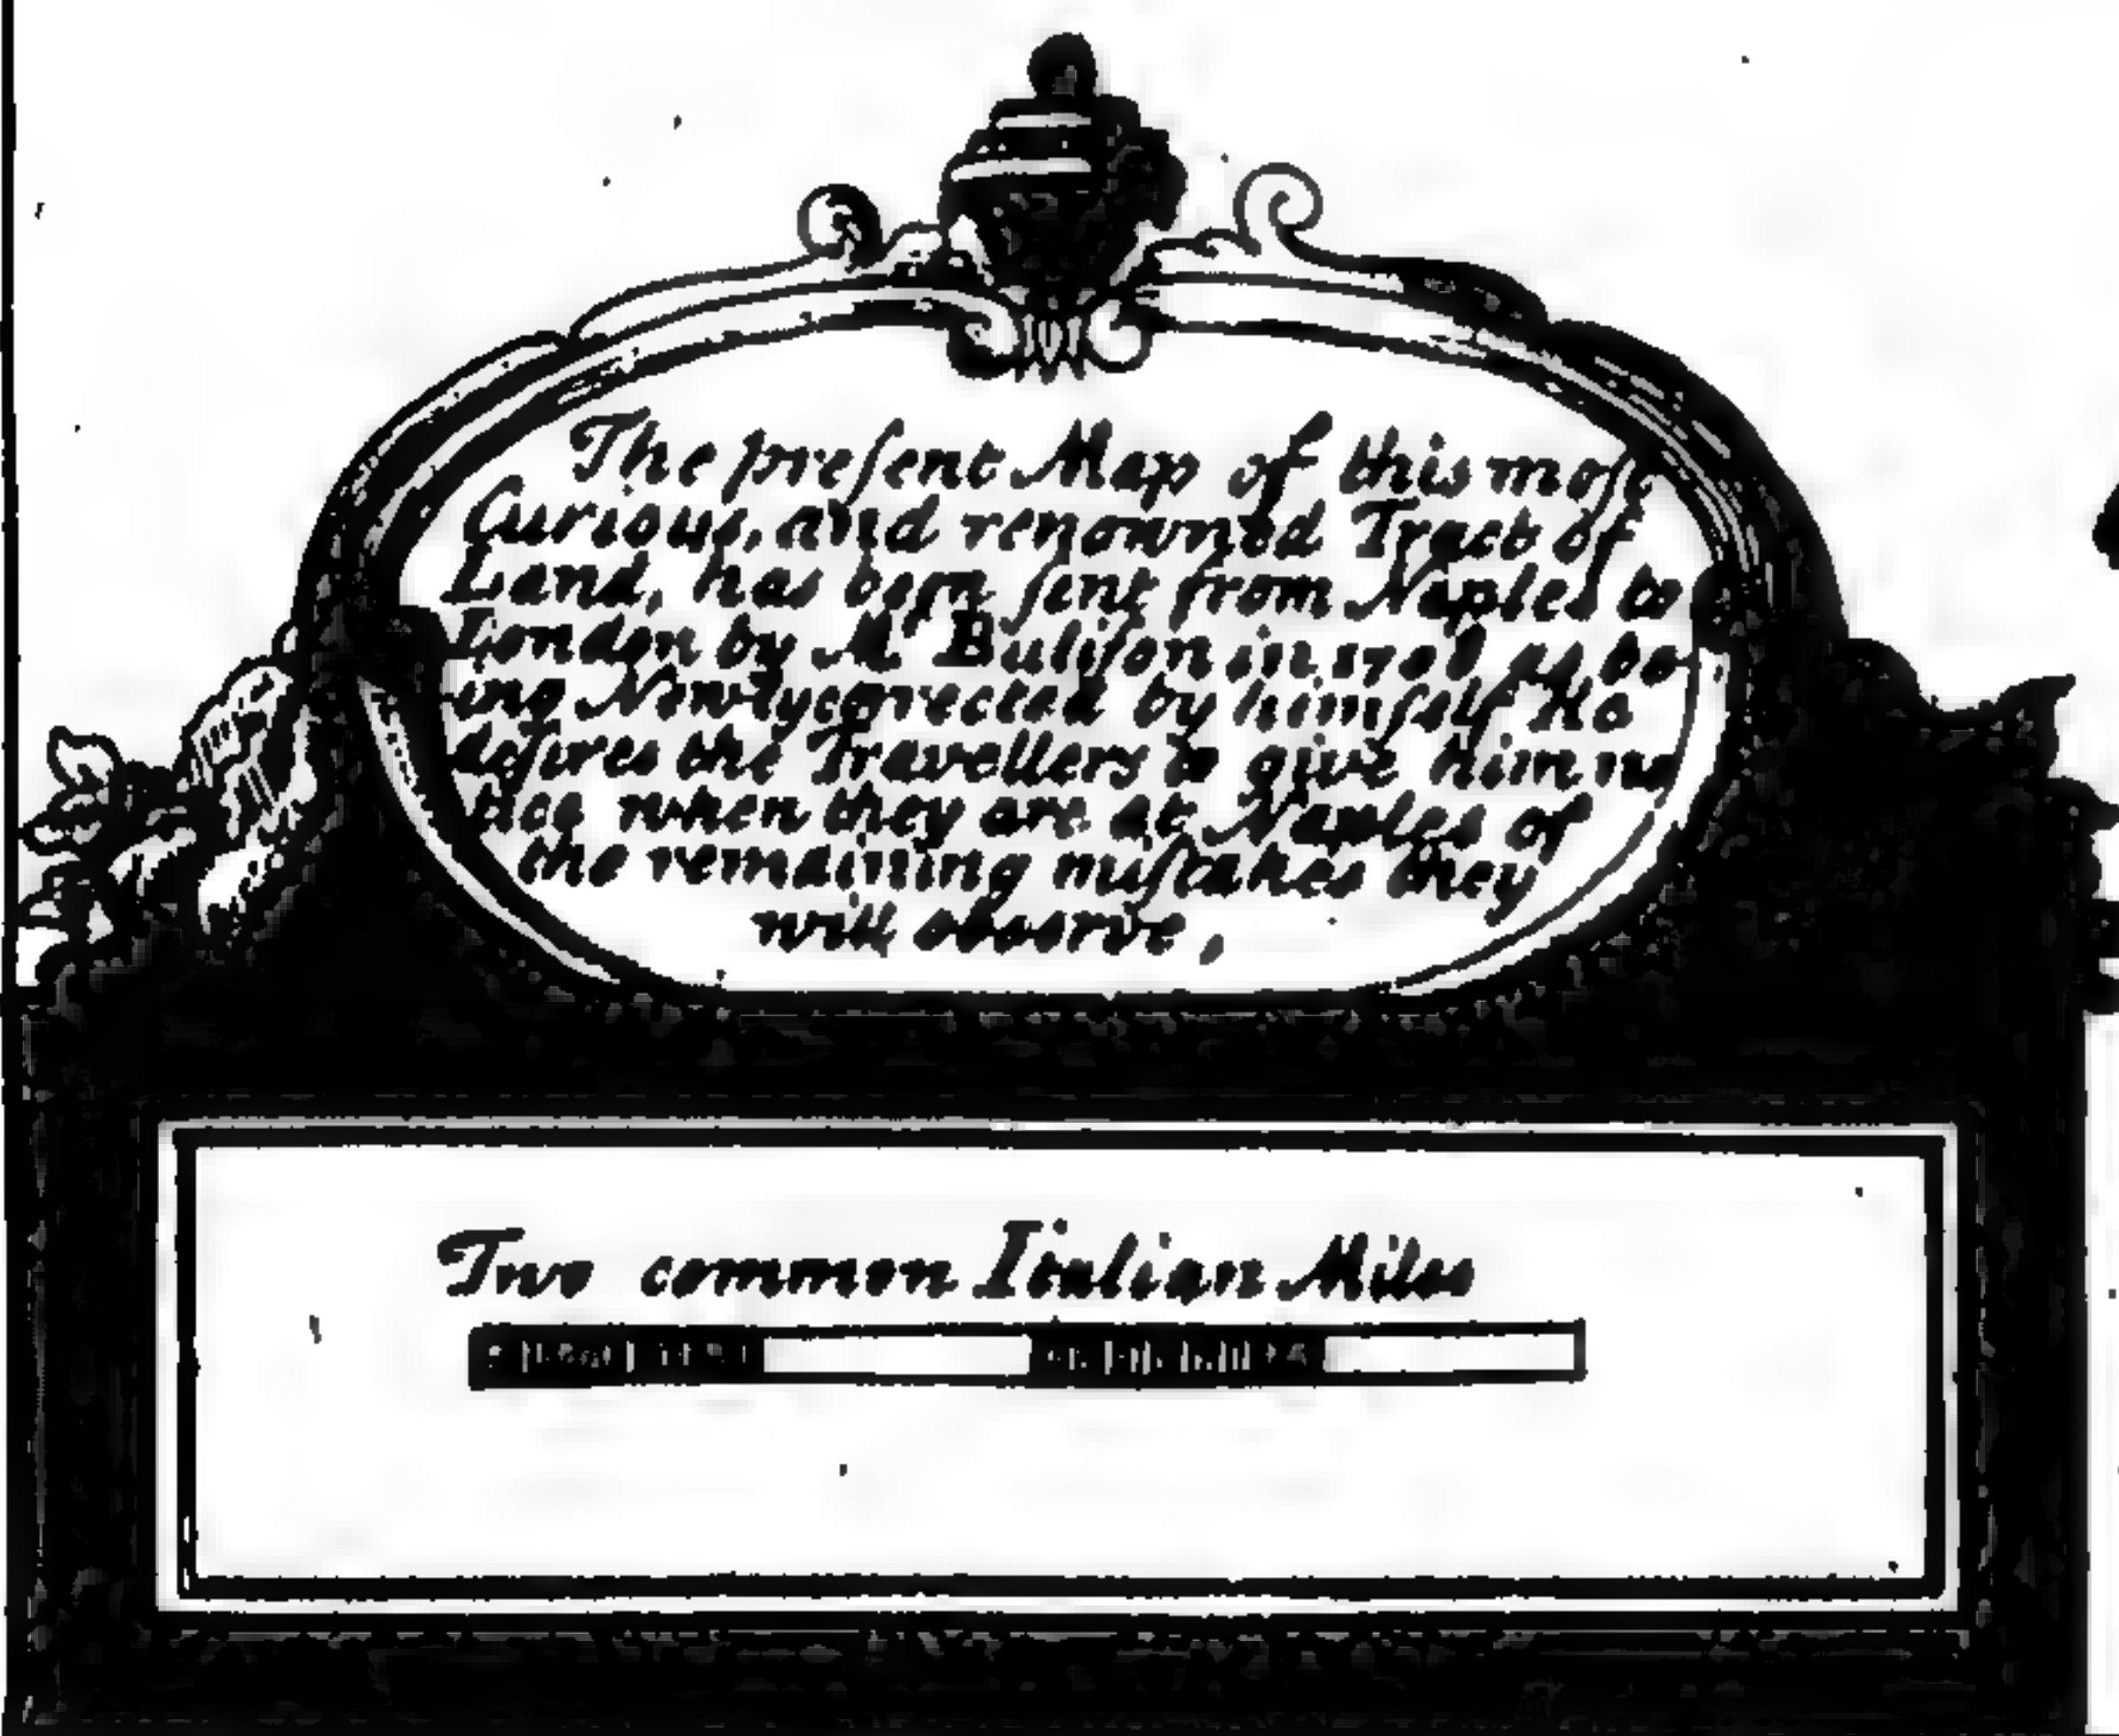 The preſent Map of this moſt
Curious, and renowned Tract of
Land, has been ſent from Naples to
London by Mr Bulifon in as be-
ing Newly corrected by himſelf He
deſires the Travellers to give him no
tice when they are at Naples of
the remaining miſtakes they
will observe,
Two common Italian Miles